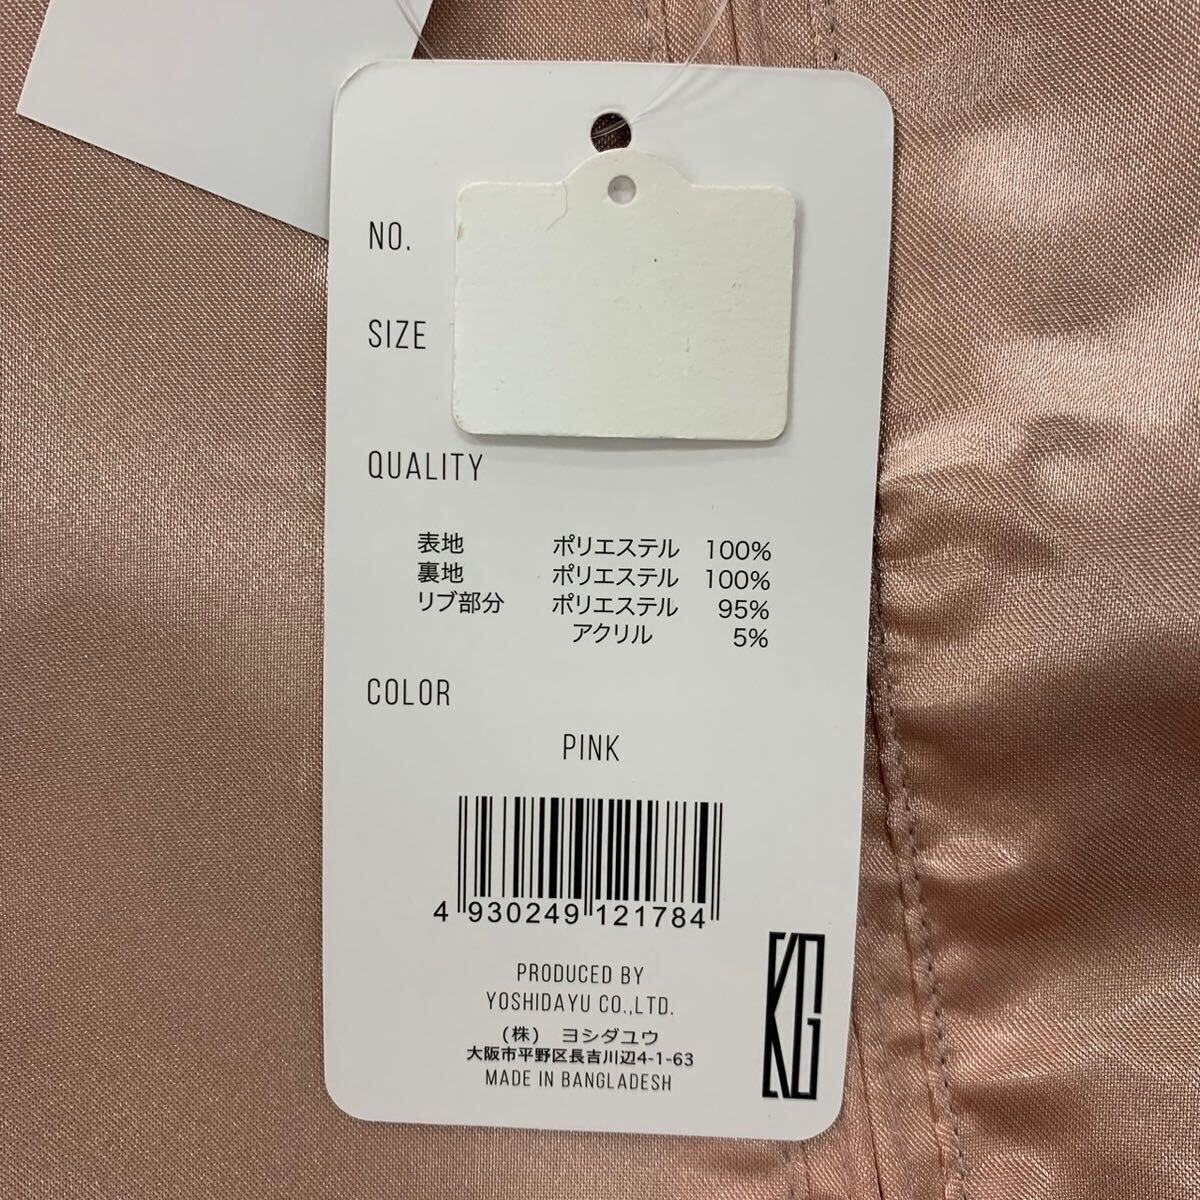 NO.
SIZE
QUALITY
表地 ポリエステル 100%
裏地 ポリエステル 100%
リブ部分 ポリエステル 95%
アクリル 5%
COLOR
PINK
4 930249 121784
PRODUCED BY
YOSHIDAYU CO.,LTD.
(株) ヨシダユウ
大阪市平野区長吉川辺4-1-63
MADE IN BANGLADESH
KG